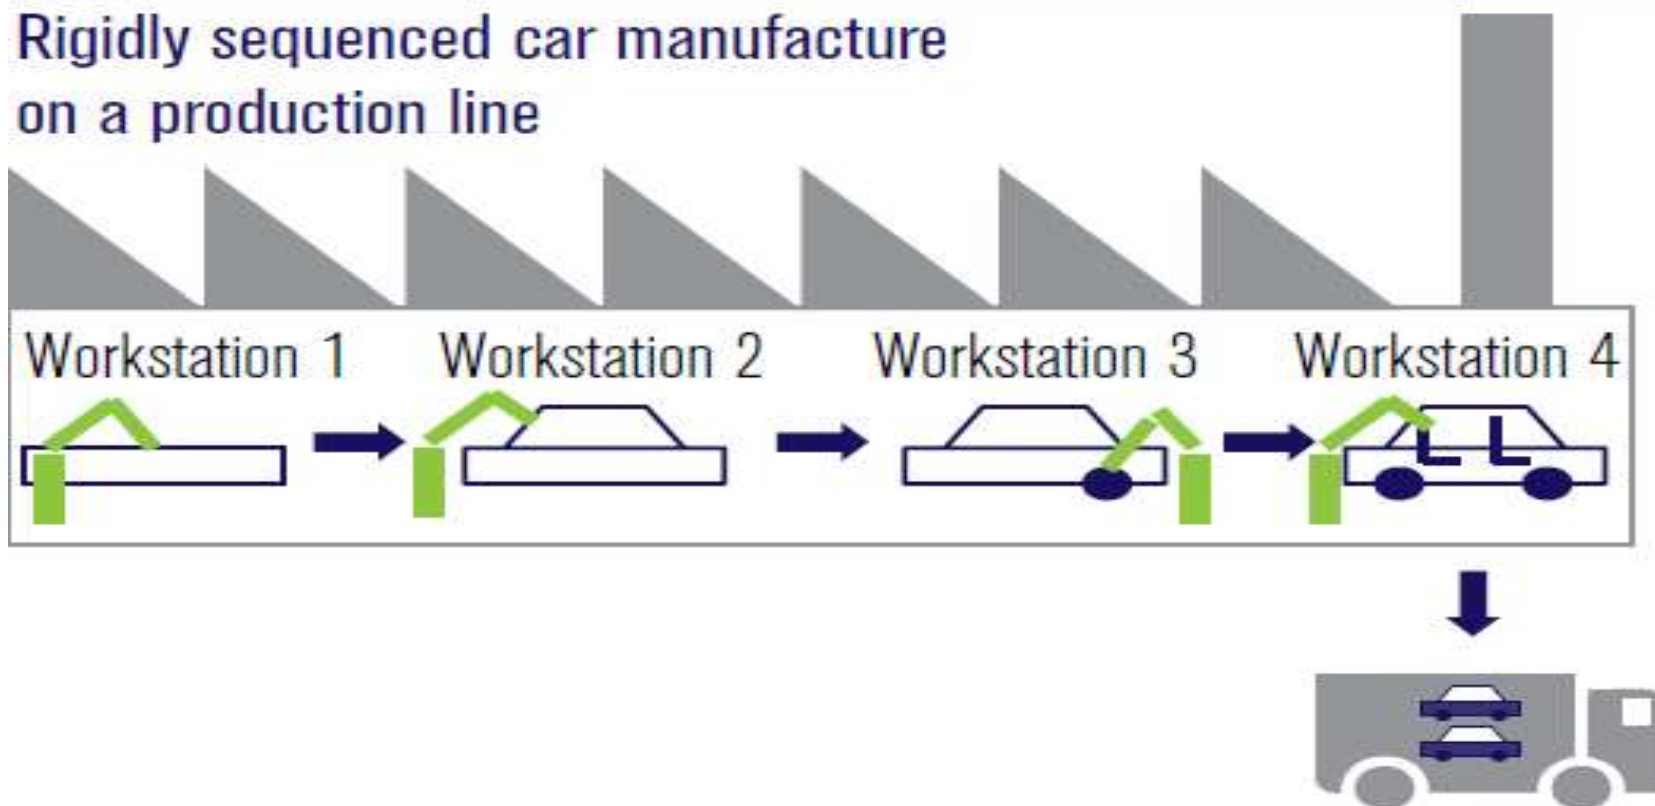 Rigidly sequenced car manufacture
on a production line
Workstation 1
Workstation 2
Workstation 3
Workstation 4